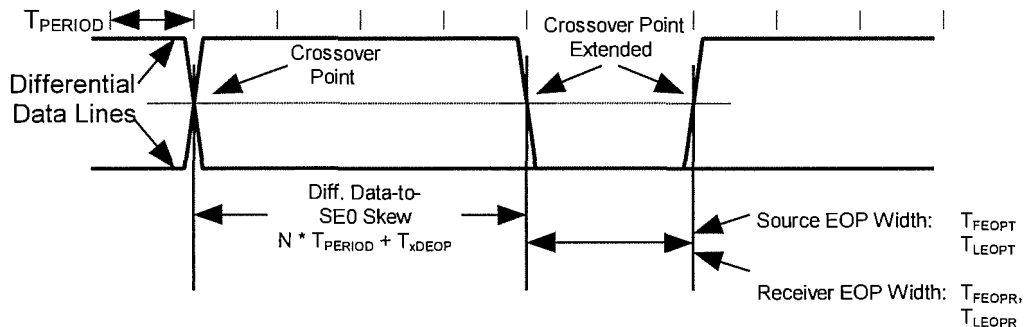 TPERIOD
Crossover
Point
Crossover Point
Extended
Differential
Data Lines
Diff. Data-to-
SE0 Skew
N * TPERIOD + TxDEOP
Source EOP Width: TFEOPT
TLEOPT
Receiver EOP Width: TFEOPR,
TLEOPR